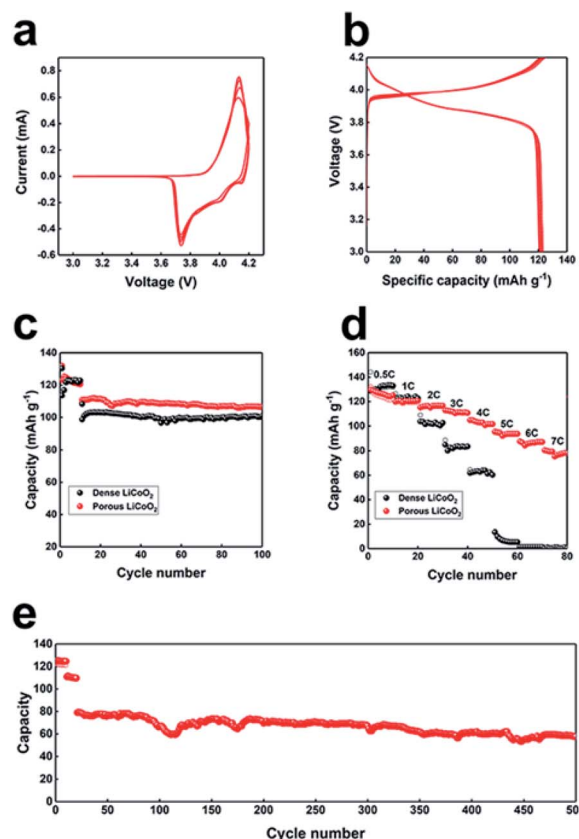 a
0.8
0.6
0.4
0.2
0.0
-0.2
-0.4
-0.6
Current (mA)
3.0 3.2 3.4 3.6 3.8 4.0 4.2
Voltage (V)
b
4.2
4.0
3.8
3.6
3.4
3.2
3.0
Voltage (V)
0 20 40 60 80 100 120 140
Specific capacity (mAh g⁻¹)
c
140
120
100
80
60
40
20
Capacity (mAh g⁻¹)
Dense LiCoO₂
Porous LiCoO₂
0 20 40 60 80 100
Cycle number
d
160
140
120
100
80
60
40
20
0
Capacity (mAh g⁻¹)
0.5C 1C 2C 3C 4C 5C 6C 7C
Dense LiCoO₂
Porous LiCoO₂
0 20 40 60 80
Cycle number
e
140
120
100
80
60
40
20
0
Capacity
0 50 100 150 200 250 300 350 400 450 500
Cycle number